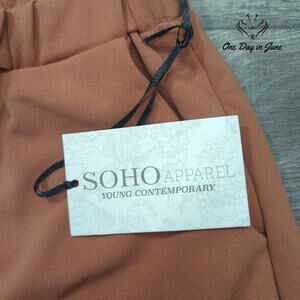 One Day in June
SOHO APPAREL
YOUNG CONTEMPORARY